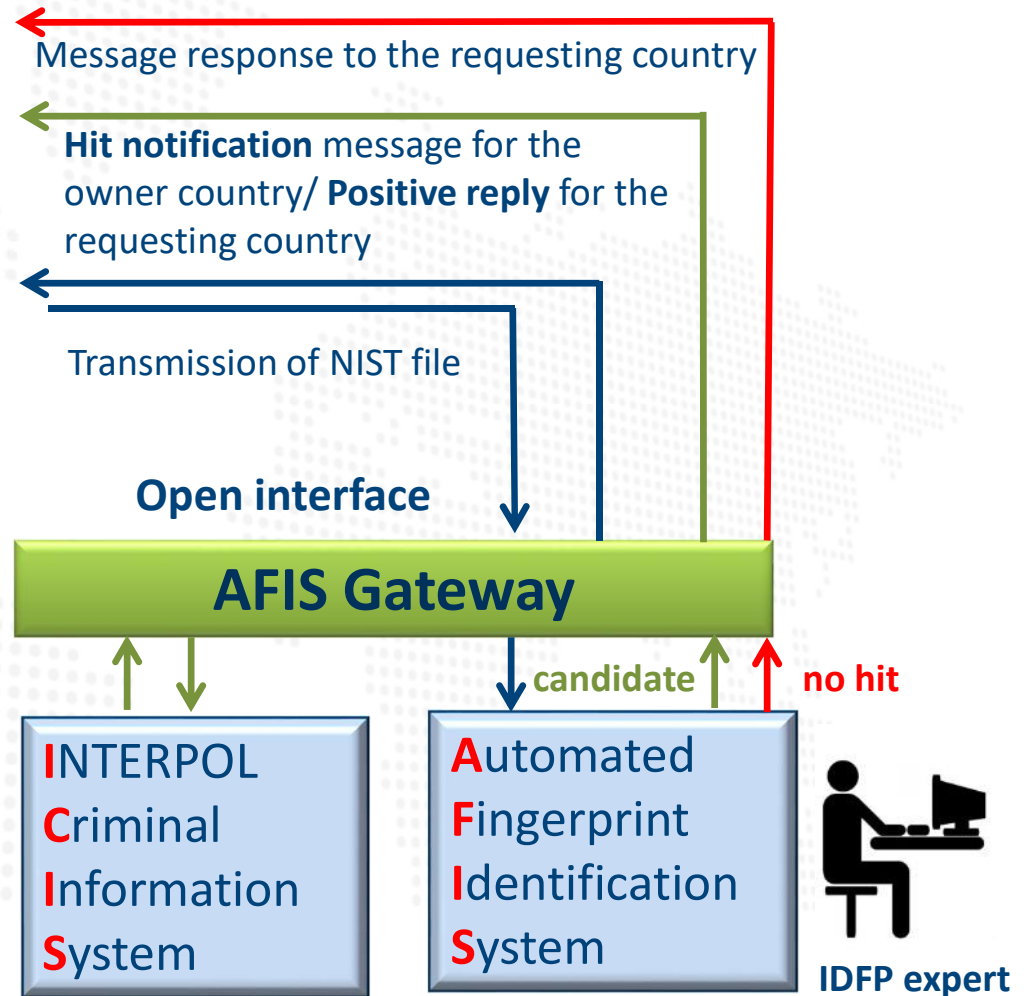 Message response to the requesting country
Hit notification message for the
owner country/ Positive reply for the
requesting country
Transmission of NIST file
Open interface
AFIS Gateway
candidate
no hit
INTERPOL
Criminal
Information
System
Automated
Fingerprint
Identification
System
IDFP expert